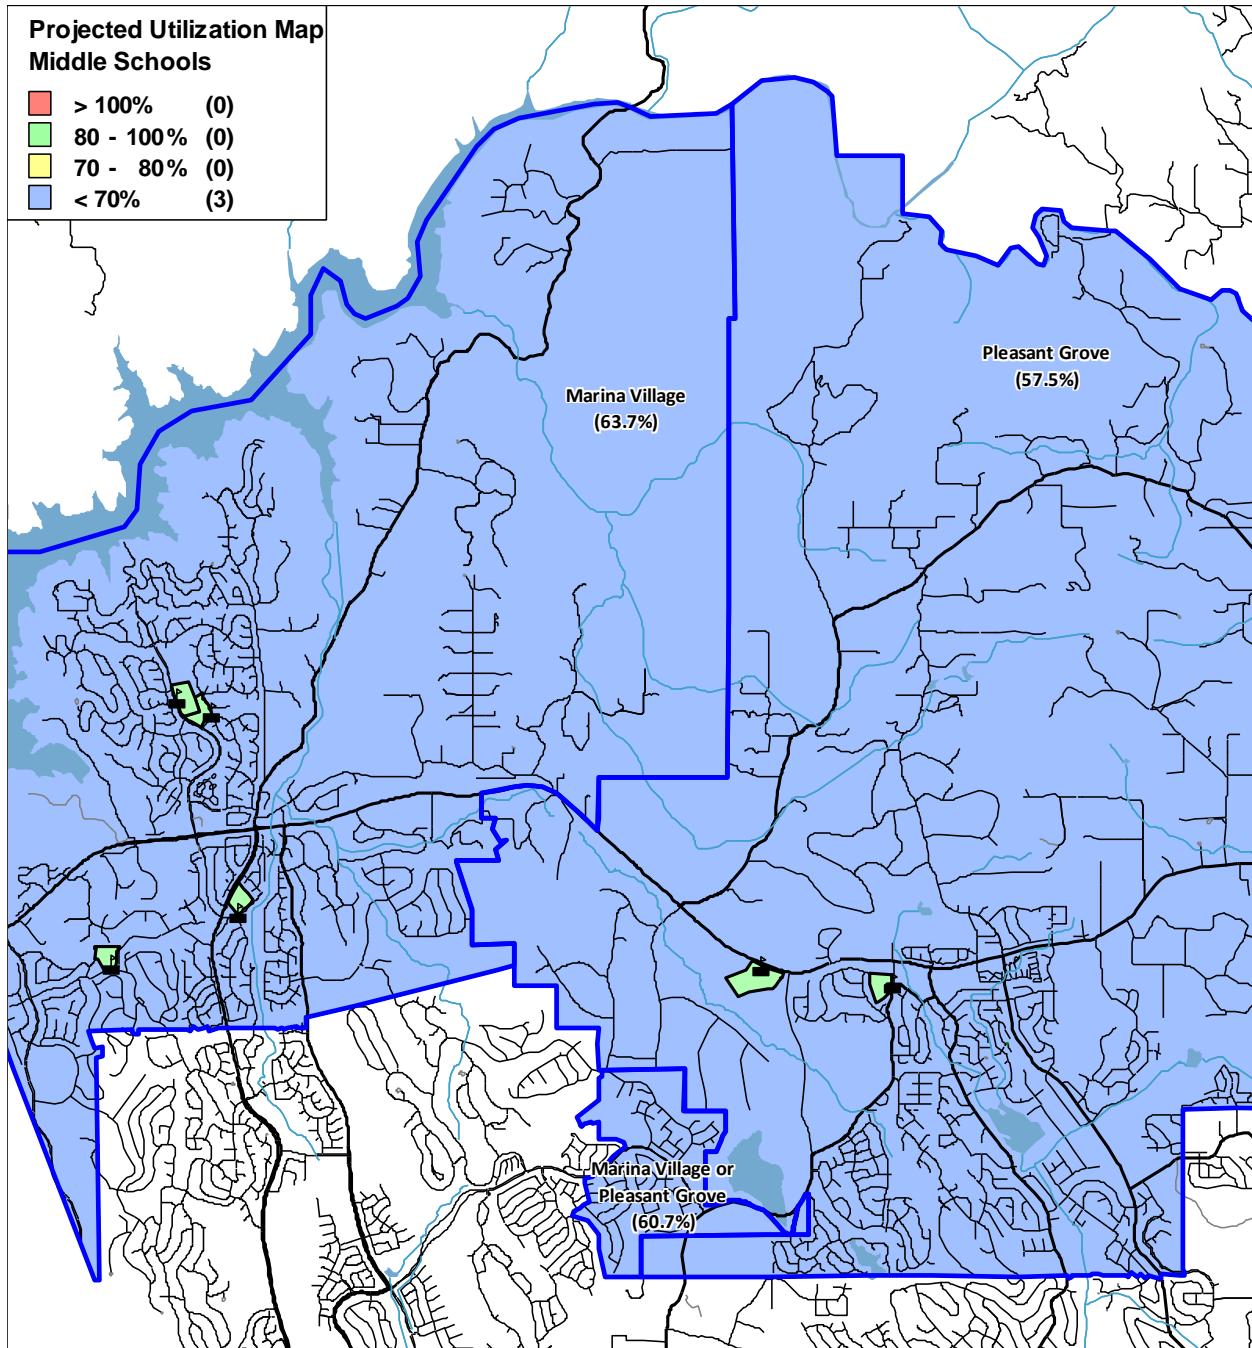 Projected Utilization Map
Middle Schools
> 100% (0)
80 - 100% (0)
70 - 80% (0)
< 70% (3)
Pleasant Grove
(57.5%)
Marina Village
(63.7%)
Marina Village or
Pleasant Grove
(60.7%)